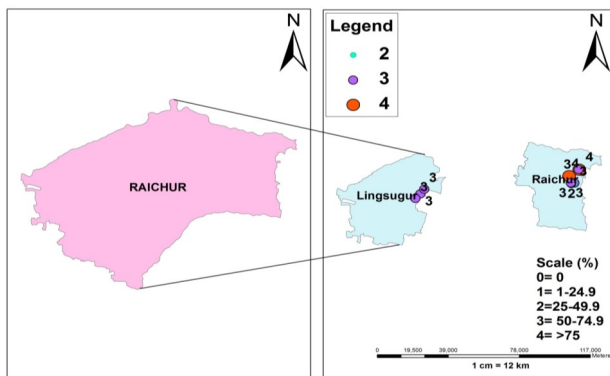 N
RAICHUR
N
Legend
2
3
4
3
3
3
Lingsugur
4
34
3
Raichur
323
Scale (%)
0= 0
1= 1-24.9
2=25-49.9
3= 50-74.9
4= >75
0 19,500 39,000 78,000 117,000
Meters
1 cm = 12 km